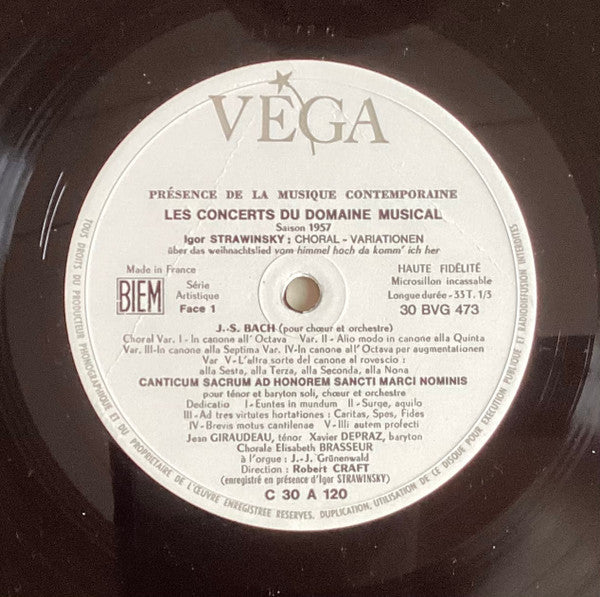 VEGA
PRÉSENCE DE LA MUSIQUE CONTEMPORAINE
LES CONCERTS DU DOMAINE MUSICAL
Saison 1957
Igor STRAWINSKY : CHORAL - VARIATIONEN
über das weihnachtslied vom himmel hoch da komm' ich her
Made in France
BIEM
Série
Artistique
Face 1
HAUTE FIDÉLITÉ
Microsillon incassable
Longue durée - 33 T. 1/3
30 BVG 473
J.-S. BACH (pour chœur et orchestre)
Choral Var. I - In canone all' Octava Var. II - Alio modo in canone alla Quinta
Var. III - In canone alla Septima Var. IV - In canone all' Octava per augmentationen
Var V - L'altra sorte del canone al rovescio :
alla Sesta, alla Terza, alla Seconda, alla Nona
CANTICUM SACRUM AD HONOREM SANCTI MARCI NOMINIS
pour ténor et baryton soli, chœur et orchestre
Dedicatio I - Euntes in mundum II - Surge, aquilo
III - Ad tres virtutes hortationes : Caritas, Spes, Fides
IV - Brevis motus cantilenae V - Illi autem profecti
Jean GIRAUDEAU, ténor Xavier DEPRAZ, baryton
Chorale Elisabeth BRASSEUR
à l'orgue : J.-J. Grünenwald
Direction : Robert CRAFT
(enregistré en présence d'Igor STRAWINSKY)
C 30 A 120
TOUS DROITS DU PRODUCTEUR PHONOGRAPHIQUE ET DU PROPRIÉTAIRE DE L'ŒUVRE ENREGISTRÉE RÉSERVÉS. DUPLICATION, UTILISATION DE CE DISQUE POUR EXÉCUTION PUBLIQUE ET RADIODIFFUSION INTERDITES